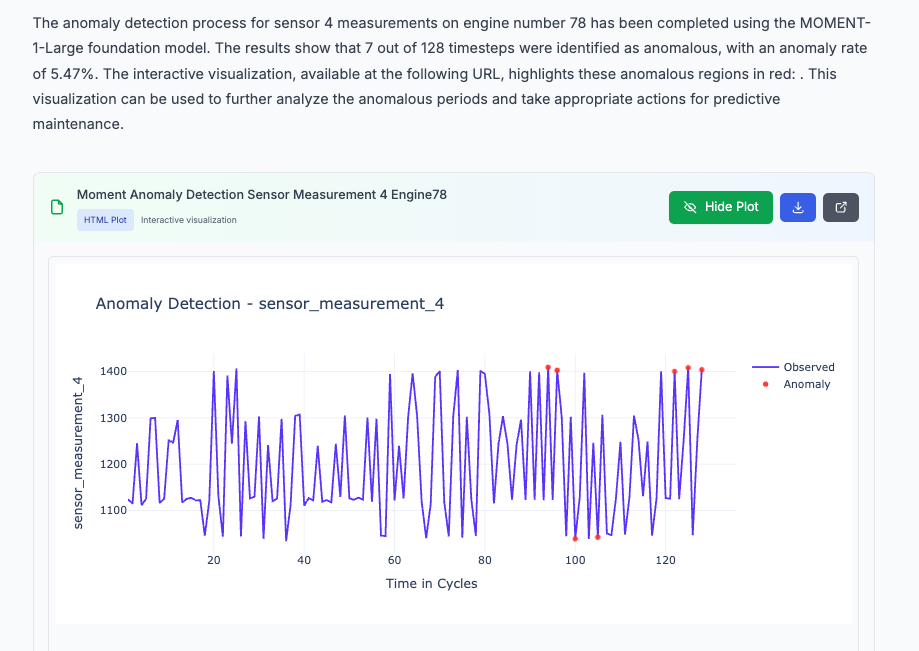 The anomaly detection process for sensor 4 measurements on engine number 78 has been completed using the MOMENT-
1-Large foundation model. The results show that 7 out of 128 timesteps were identified as anomalous, with an anomaly rate
of 5.47%. The interactive visualization, available at the following URL, highlights these anomalous regions in red: . This
visualization can be used to further analyze the anomalous periods and take appropriate actions for predictive
maintenance.
Moment Anomaly Detection Sensor Measurement 4 Engine78
HTML Plot Interactive visualization
Hide Plot
Anomaly Detection - sensor_measurement_4
Observed
Anomaly
sensor_measurement_4
1400
1300
1200
1100
20 40 60 80 100 120
Time in Cycles